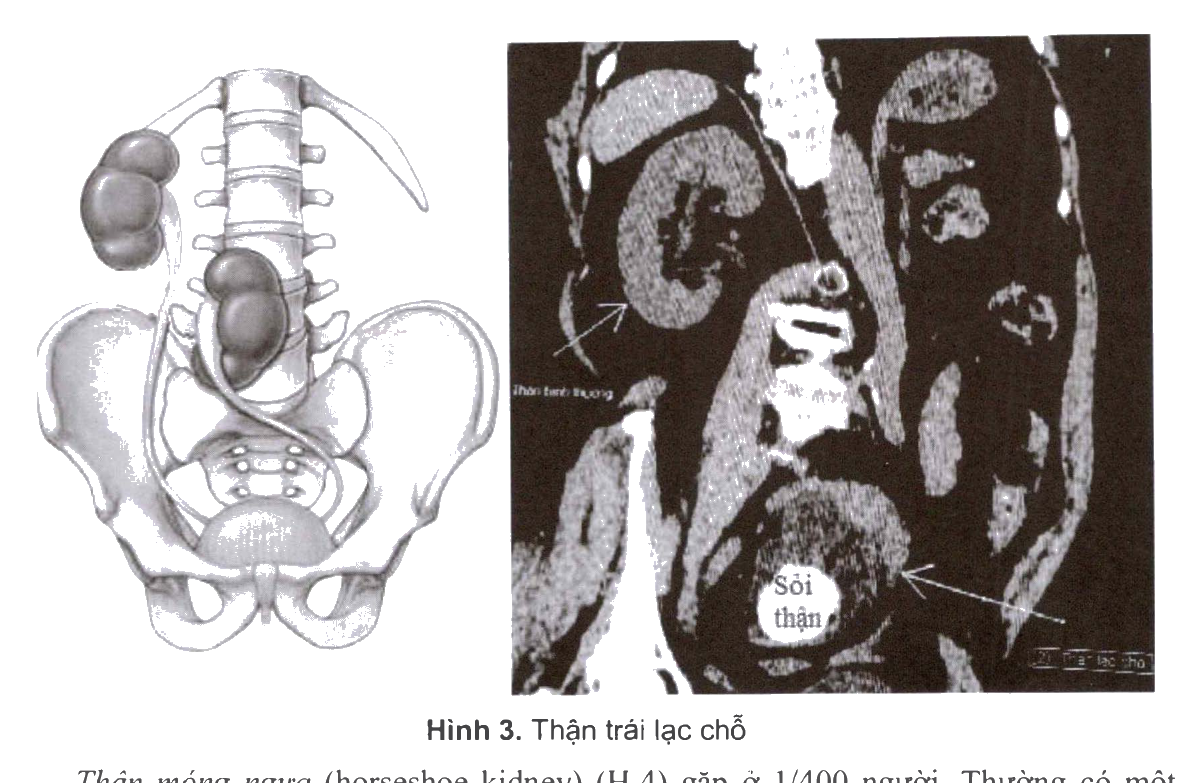 Thận bình thường
Sỏi
thận
Thận lạc chỗ
Hình 3. Thận trái lạc chỗ
Thận móng ngựa (horseshoe kidney) (H.4) gặp ở 1/400 người. Thường có một